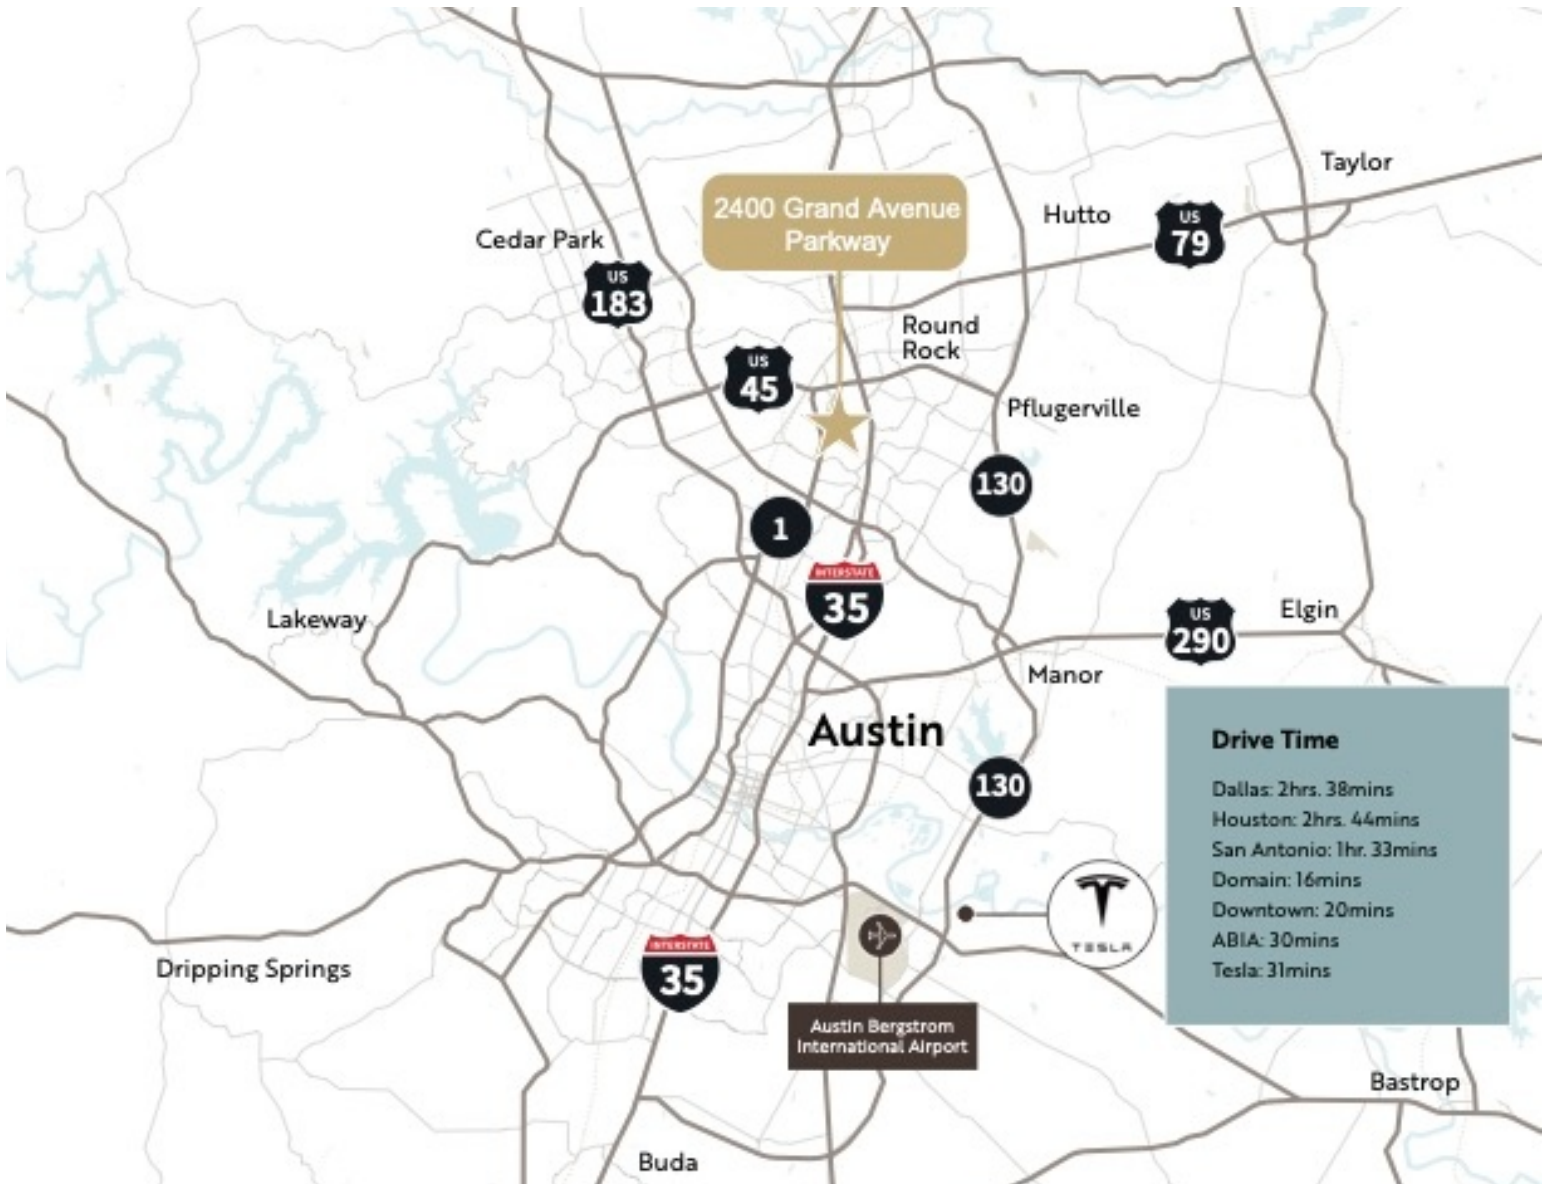 Taylor
2400 Grand Avenue
Parkway
Hutto
US
79
Cedar Park
US
183
Round
Rock
US
45
Pflugerville
130
1
INTERSTATE
35
Lakeway
US
290
Elgin
Manor
Austin
130
Drive Time
Dallas: 2hrs. 38mins
Houston: 2hrs. 44mins
San Antonio: 1hr. 33mins
Domain: 16mins
Downtown: 20mins
ABIA: 30mins
Tesla: 31mins
TESLA
INTERSTATE
35
Dripping Springs
Austin Bergstrom
International Airport
Bastrop
Buda